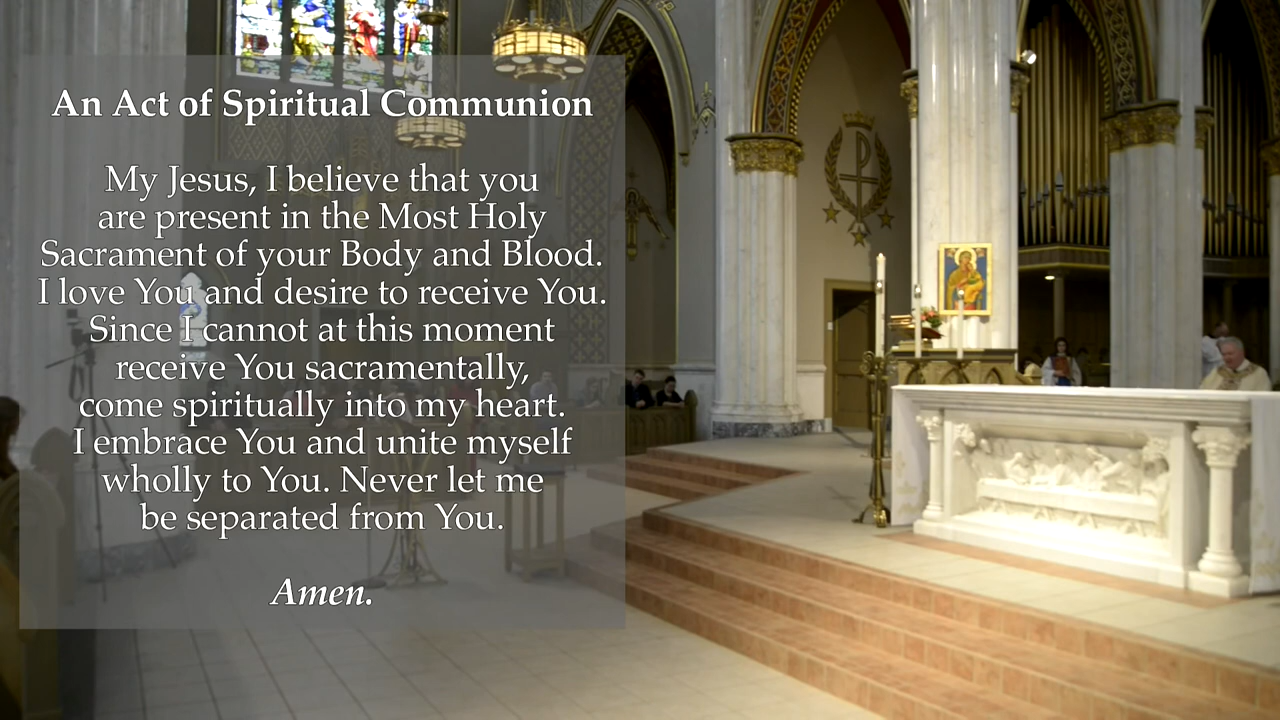 An Act of Spiritual Communion
My Jesus, I believe that you
are present in the Most Holy
Sacrament of your Body and Blood.
I love You and desire to receive You.
Since I cannot at this moment
receive You sacramentally,
come spiritually into my heart.
I embrace You and unite myself
wholly to You. Never let me
be separated from You.
Amen.